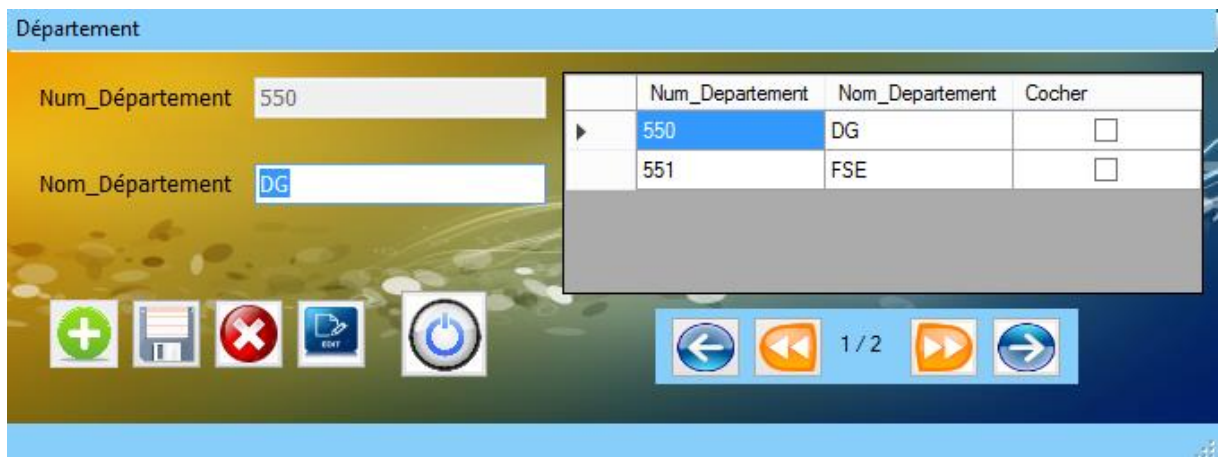 Département
Num_Département 550
Nom_Département DG
Num_Departement Nom_Departement Cocher
550 DG
551 FSE
EDIT
1 / 2